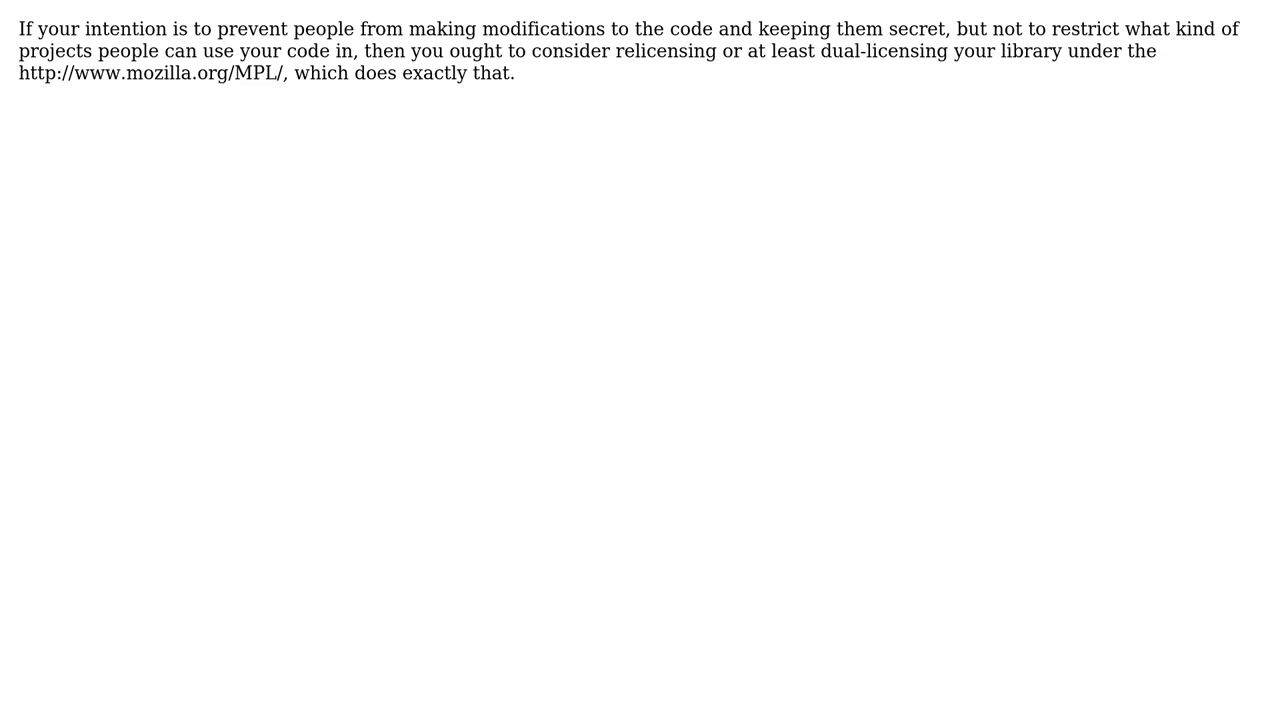 If your intention is to prevent people from making modifications to the code and keeping them secret, but not to restrict what kind of
projects people can use your code in, then you ought to consider relicensing or at least dual-licensing your library under the
http://www.mozilla.org/MPL/, which does exactly that.